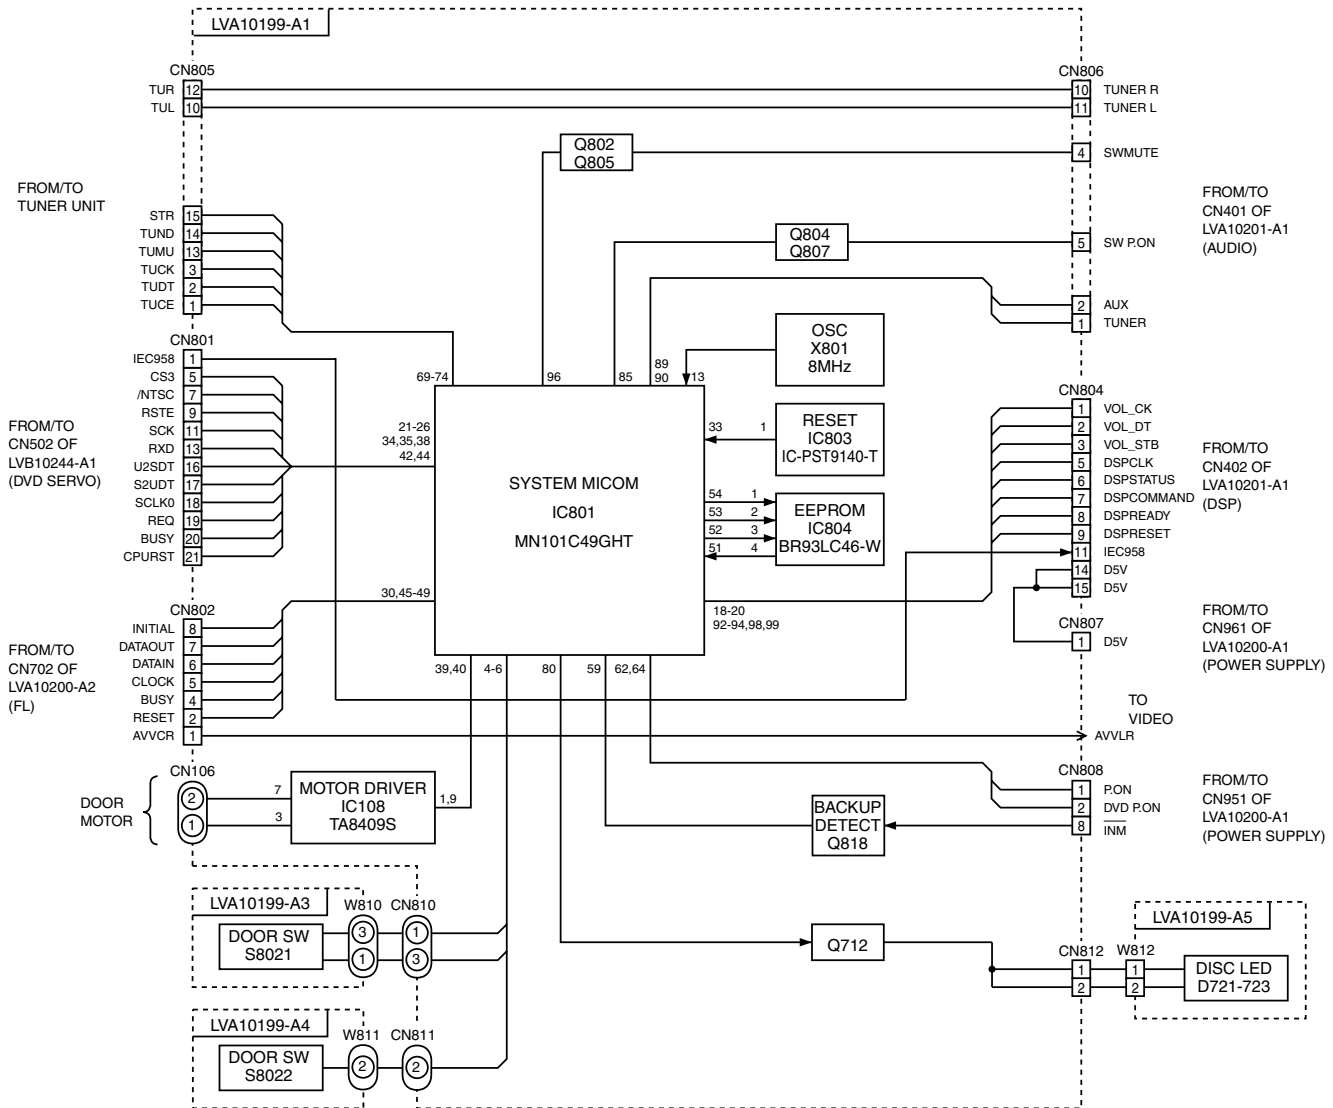 LVA10199-A1
CN805
TUR 12
TUL 10
CN806
10 TUNER R
11 TUNER L
Q802
Q805
4 SWMUTE
FROM/TO
TUNER UNIT
STR 15
TUND 14
TUMU 13
TUCK 3
TUDT 2
TUCE 1
Q804
Q807
5 SW P.ON
2 AUX
1 TUNER
FROM/TO
CN401 OF
LVA10201-A1
(AUDIO)
CN801
IEC958 1
CS3 5
/NTSC 7
RSTE 9
SCK 11
RXD 13
U2SDT 16
S2UDT 17
SCLK0 18
REQ 19
BUSY 20
CPURST 21
FROM/TO
CN502 OF
LVB10244-A1
(DVD SERVO)
OSC
X801
8MHz
69-74
96
85
89
90
13
21-26
34,35,38
42,44
33 1
RESET
IC803
IC-PST9140-T
SYSTEM MICOM
IC801
MN101C49GHT
54 1
53 2
52 3
51 4
EEPROM
IC804
BR93LC46-W
30,45-49
18-20
92-94,98,99
39,40
4-6
80
59
62,64
CN804
1 VOL_CK
2 VOL_DT
3 VOL_STB
5 DSPCLK
6 DSPSTATUS
7 DSPCOMMAND
8 DSPREADY
9 DSPRESET
11 IEC958
14 D5V
15 D5V
FROM/TO
CN402 OF
LVA10201-A1
(DSP)
CN807
1 D5V
FROM/TO
CN961 OF
LVA10200-A1
(POWER SUPPLY)
CN802
INITIAL 8
DATAOUT 7
DATAIN 6
CLOCK 5
BUSY 4
RESET 2
AVVCR 1
FROM/TO
CN702 OF
LVA10200-A2
(FL)
TO
VIDEO
AVVLR
CN106
2
1
DOOR
MOTOR
7
3
MOTOR DRIVER
IC108
TA8409S
1,9
BACKUP
DETECT
Q818
CN808
1 P.ON
2 DVD P.ON
8 INM
FROM/TO
CN951 OF
LVA10200-A1
(POWER SUPPLY)
LVA10199-A3
W810
CN810
DOOR SW
S8021
3 1
1 3
Q712
CN812
W812
1 1
2 2
LVA10199-A5
DISC LED
D721-723
LVA10199-A4
W811
CN811
DOOR SW
S8022
2 2